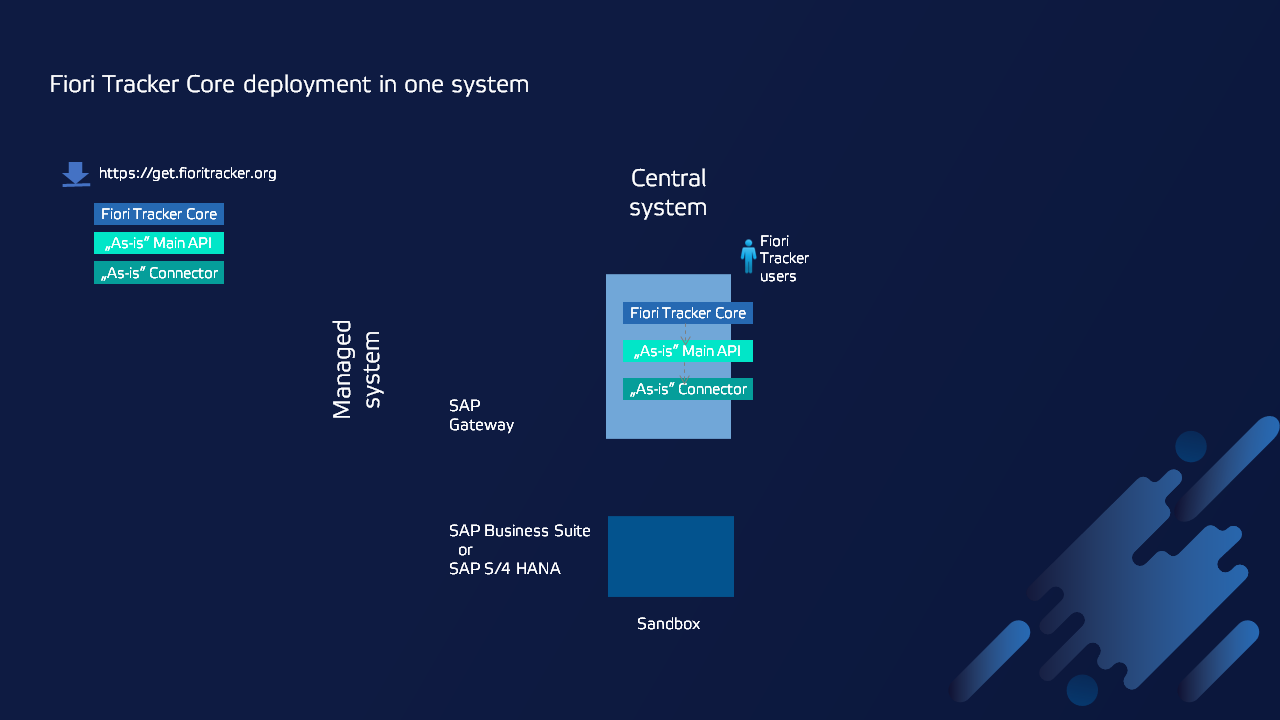 Fiori Tracker Core deployment in one system
https://get.fioritracker.org
Fiori Tracker Core
„As-is” Main API
„As-is” Connector
Central
system
Fiori
Tracker
users
Fiori Tracker Core
„As-is” Main API
„As-is” Connector
Managed
system
SAP
Gateway
SAP Business Suite
or
SAP S/4 HANA
Sandbox